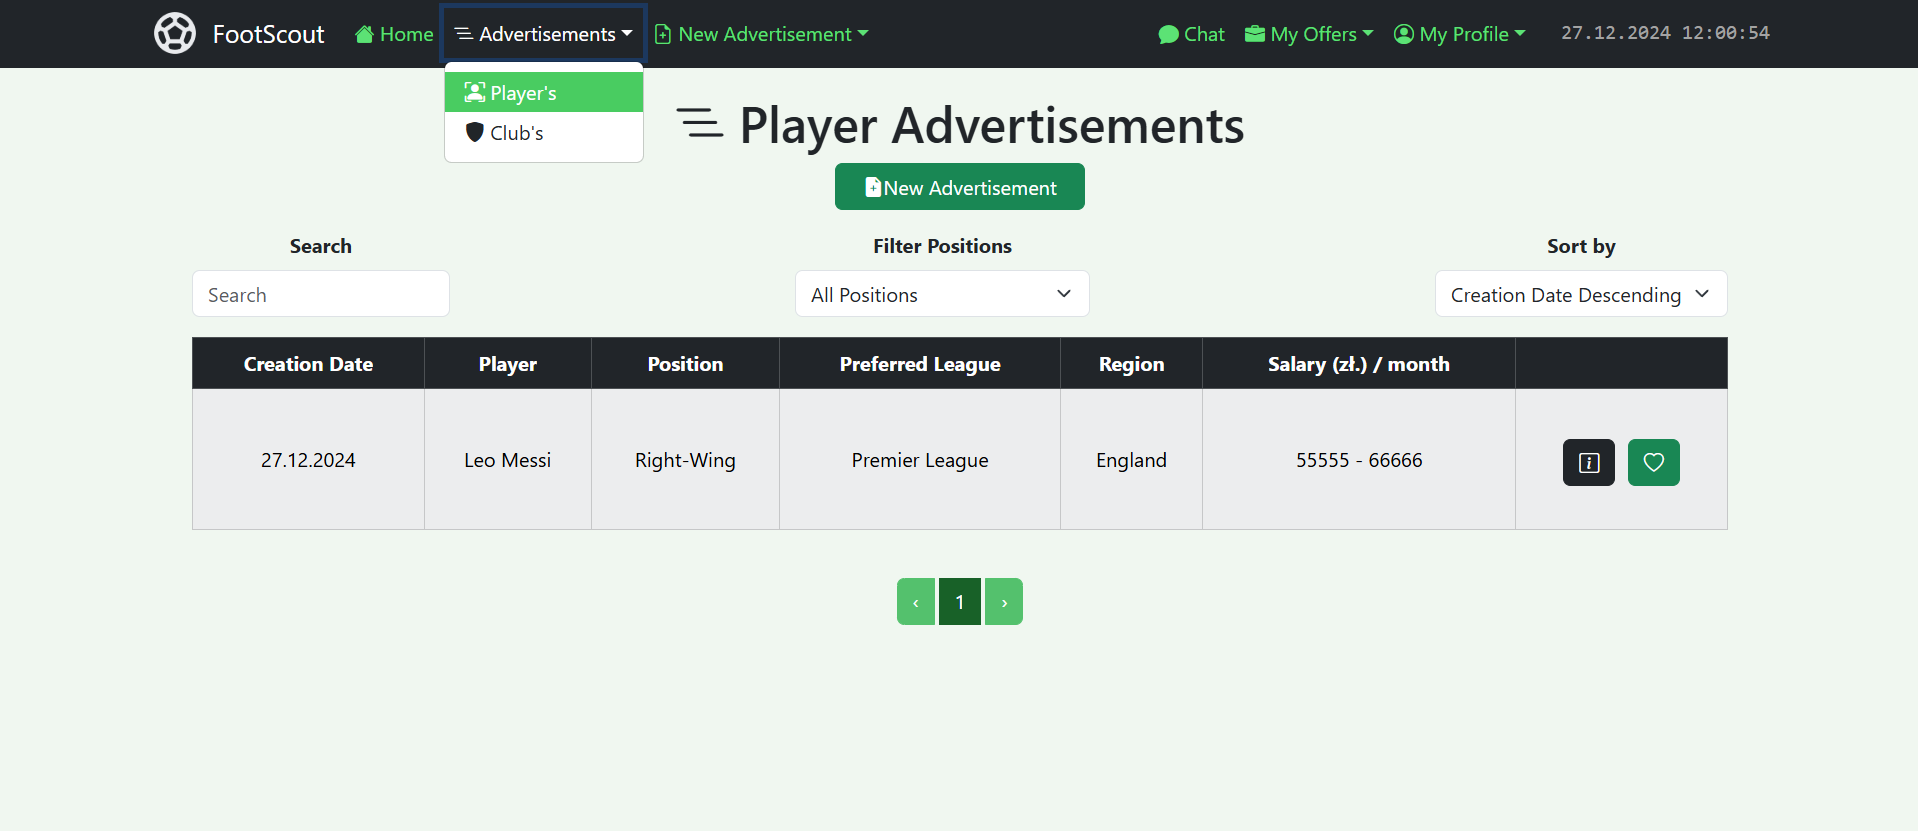 FootScout Home Advertisements New Advertisement Chat My Offers My Profile 27.12.2024 12:00:54
Player's
Club's
Player Advertisements
New Advertisement
Search Filter Positions Sort by
Search All Positions Creation Date Descending
Creation Date Player Position Preferred League Region Salary (zł.) / month
27.12.2024 Leo Messi Right-Wing Premier League England 55555 - 66666
‹ 1 ›